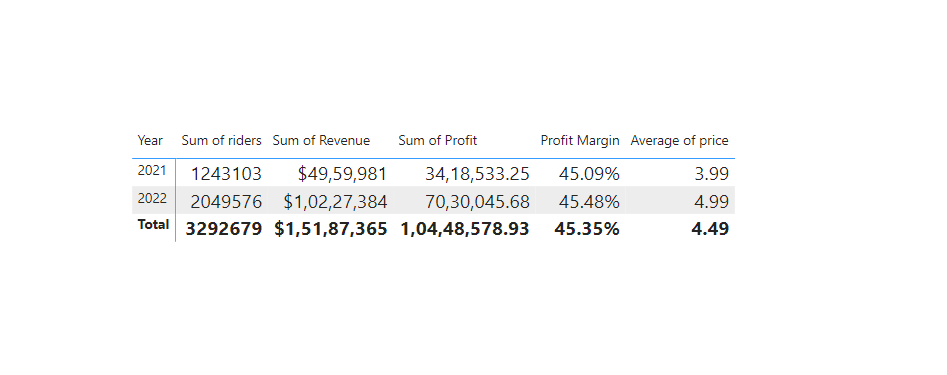 Year Sum of riders Sum of Revenue Sum of Profit Profit Margin Average of price
2021 1243103 $49,59,981 34,18,533.25 45.09% 3.99
2022 2049576 $1,02,27,384 70,30,045.68 45.48% 4.99
Total 3292679 $1,51,87,365 1,04,48,578.93 45.35% 4.49